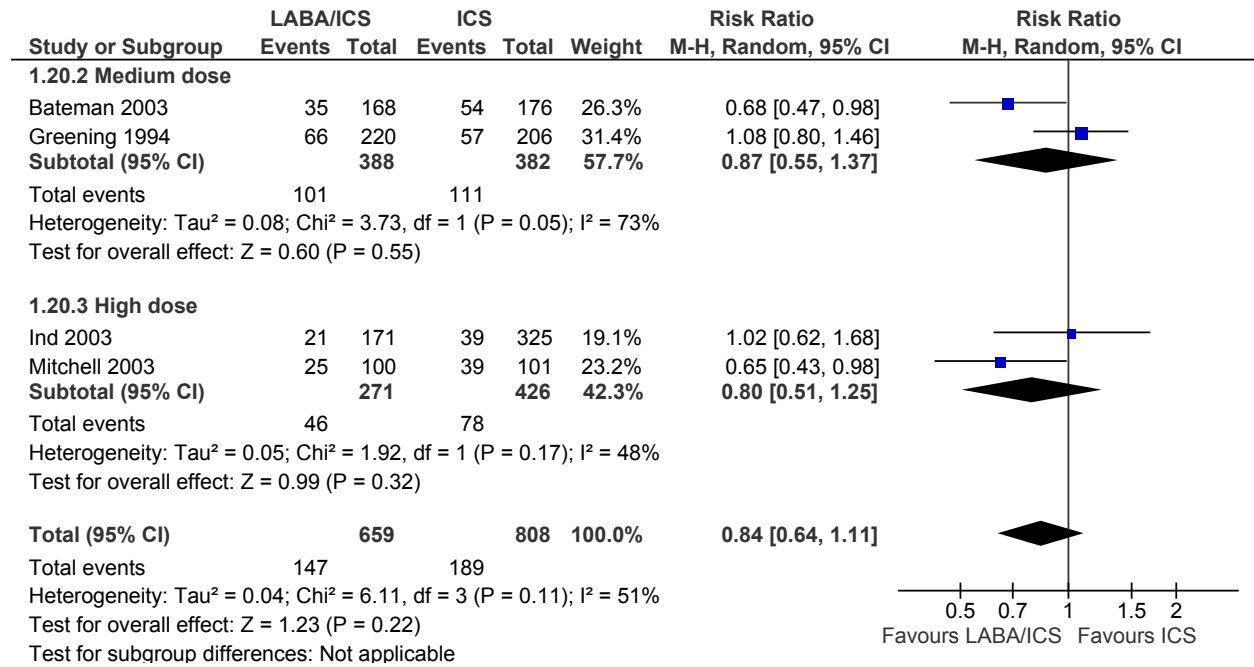 LABA/ICS ICS Risk Ratio Risk Ratio
Study or Subgroup Events Total Events Total Weight M-H, Random, 95% CI M-H, Random, 95% CI
1.20.2 Medium dose
Bateman 2003 35 168 54 176 26.3% 0.68 [0.47, 0.98]
Greening 1994 66 220 57 206 31.4% 1.08 [0.80, 1.46]
Subtotal (95% CI) 388 382 57.7% 0.87 [0.55, 1.37]
Total events 101 111
Heterogeneity: Tau² = 0.08; Chi² = 3.73, df = 1 (P = 0.05); I² = 73%
Test for overall effect: Z = 0.60 (P = 0.55)
1.20.3 High dose
Ind 2003 21 171 39 325 19.1% 1.02 [0.62, 1.68]
Mitchell 2003 25 100 39 101 23.2% 0.65 [0.43, 0.98]
Subtotal (95% CI) 271 426 42.3% 0.80 [0.51, 1.25]
Total events 46 78
Heterogeneity: Tau² = 0.05; Chi² = 1.92, df = 1 (P = 0.17); I² = 48%
Test for overall effect: Z = 0.99 (P = 0.32)
Total (95% CI) 659 808 100.0% 0.84 [0.64, 1.11]
Total events 147 189
Heterogeneity: Tau² = 0.04; Chi² = 6.11, df = 3 (P = 0.11); I² = 51%
Test for overall effect: Z = 1.23 (P = 0.22)
Test for subgroup differences: Not applicable
0.5 0.7 1 1.5 2
Favours LABA/ICS Favours ICS